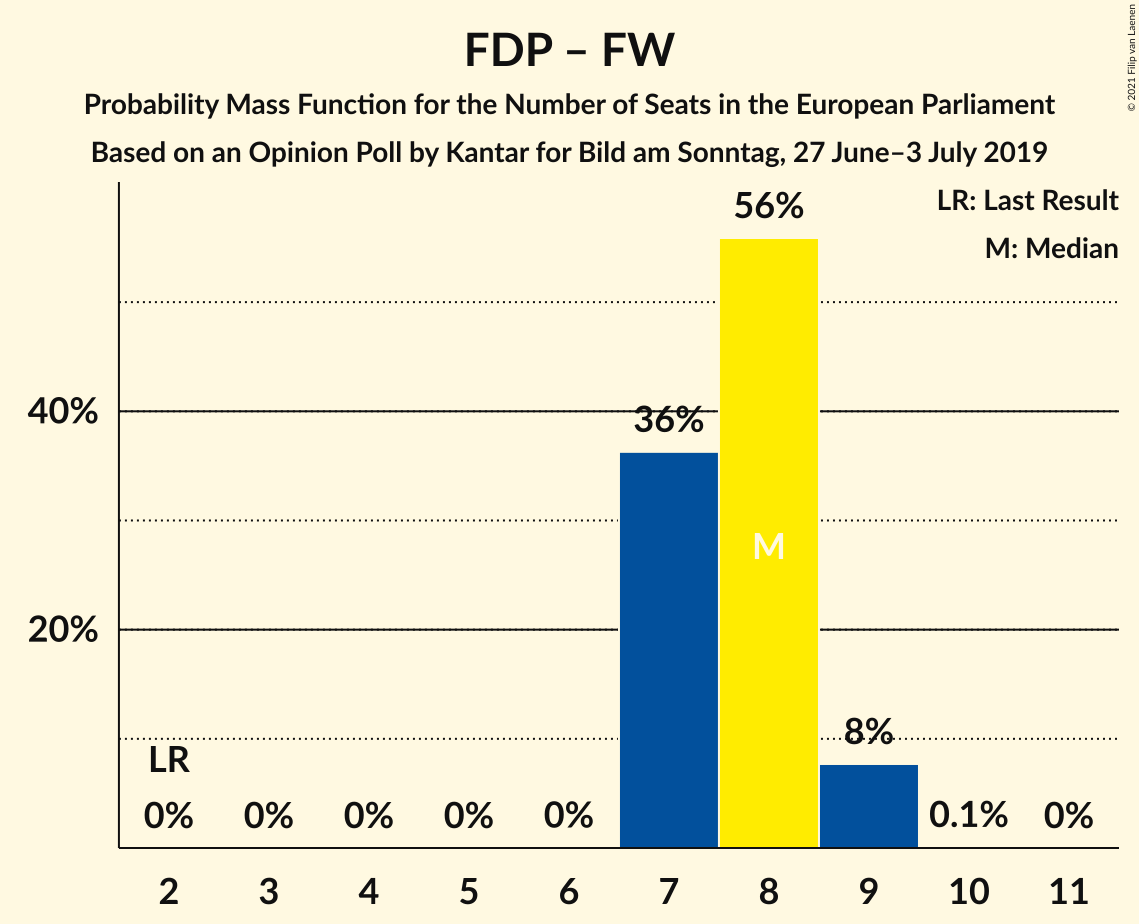 FDP – FW
Probability Mass Function for the Number of Seats in the European Parliament
Based on an Opinion Poll by Kantar for Bild am Sonntag, 27 June–3 July 2019
© 2021 Filip van Laenen
LR: Last Result
M: Median
56%
40%
36%
M
20%
8%
LR
0% 0% 0% 0% 0% 0.1% 0%
2 3 4 5 6 7 8 9 10 11